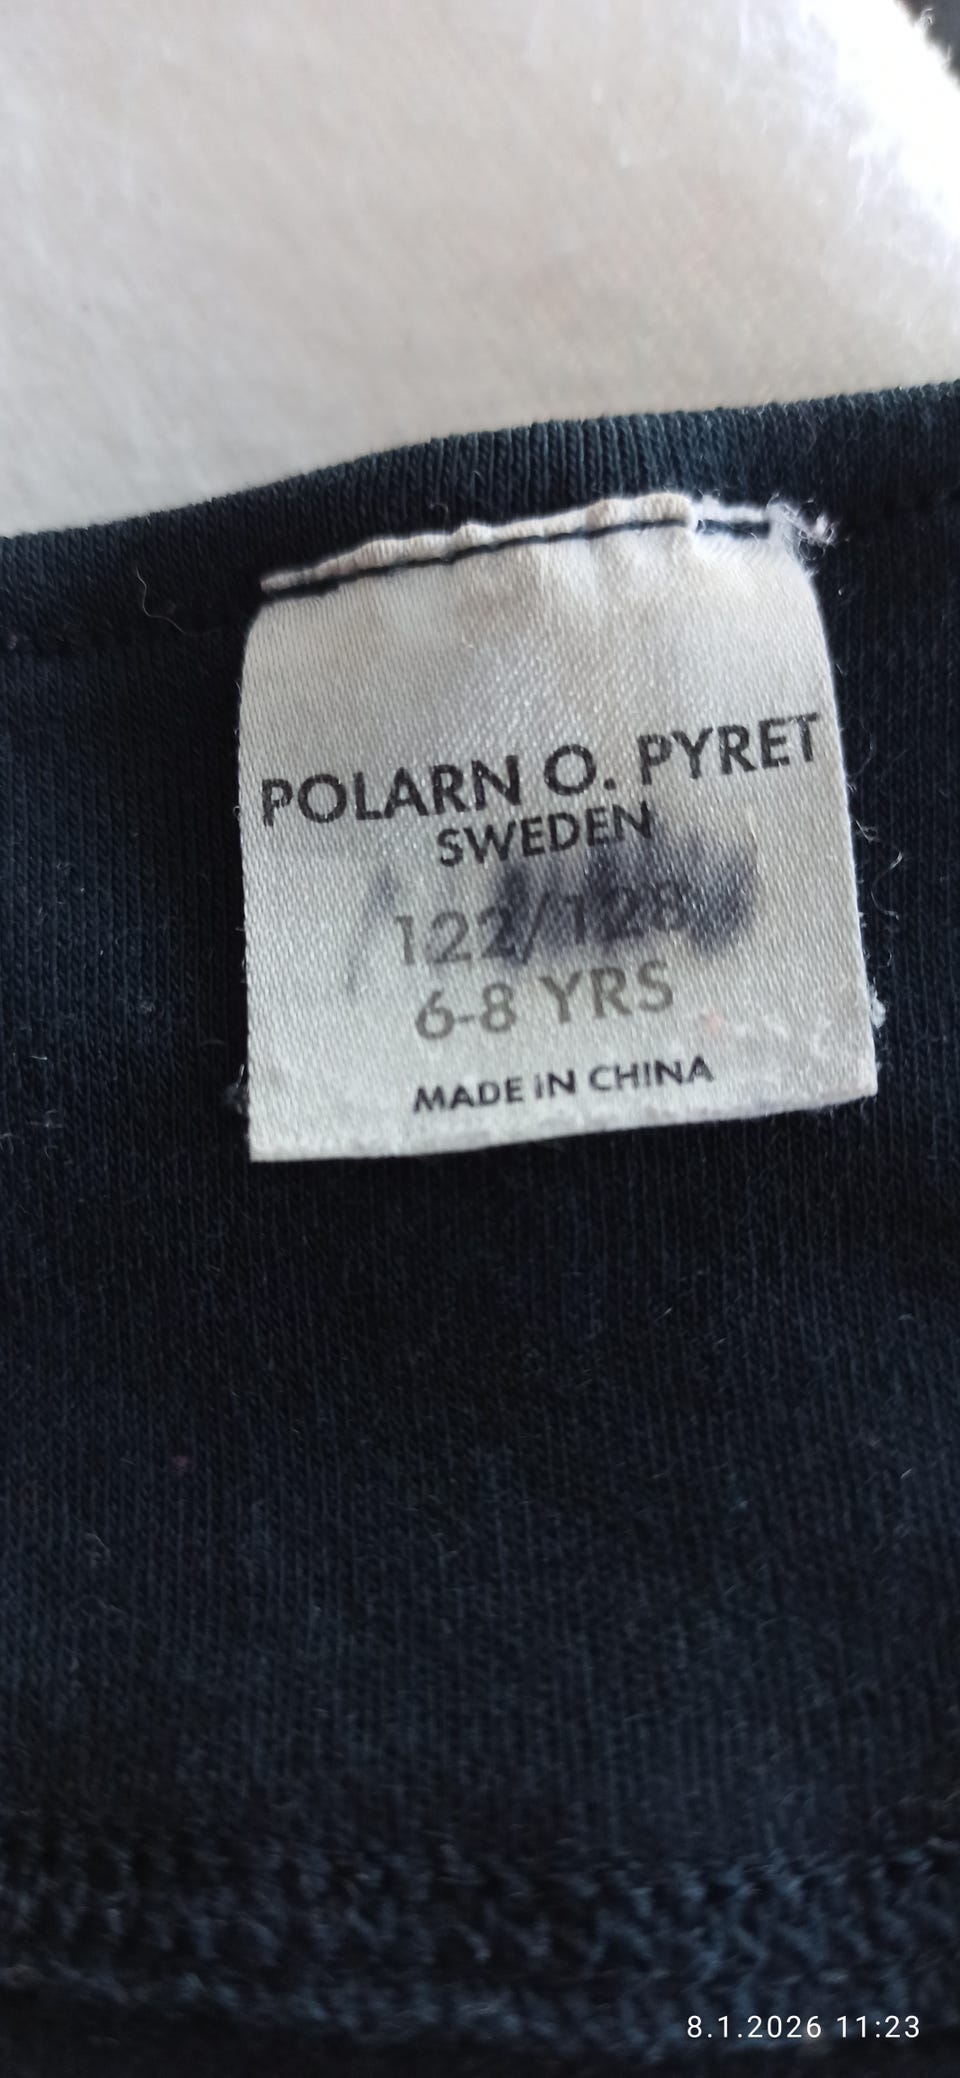 POLARN O. PYRET
SWEDEN
122/128
6-8 YRS
MADE IN CHINA
8.1.2026 11:23